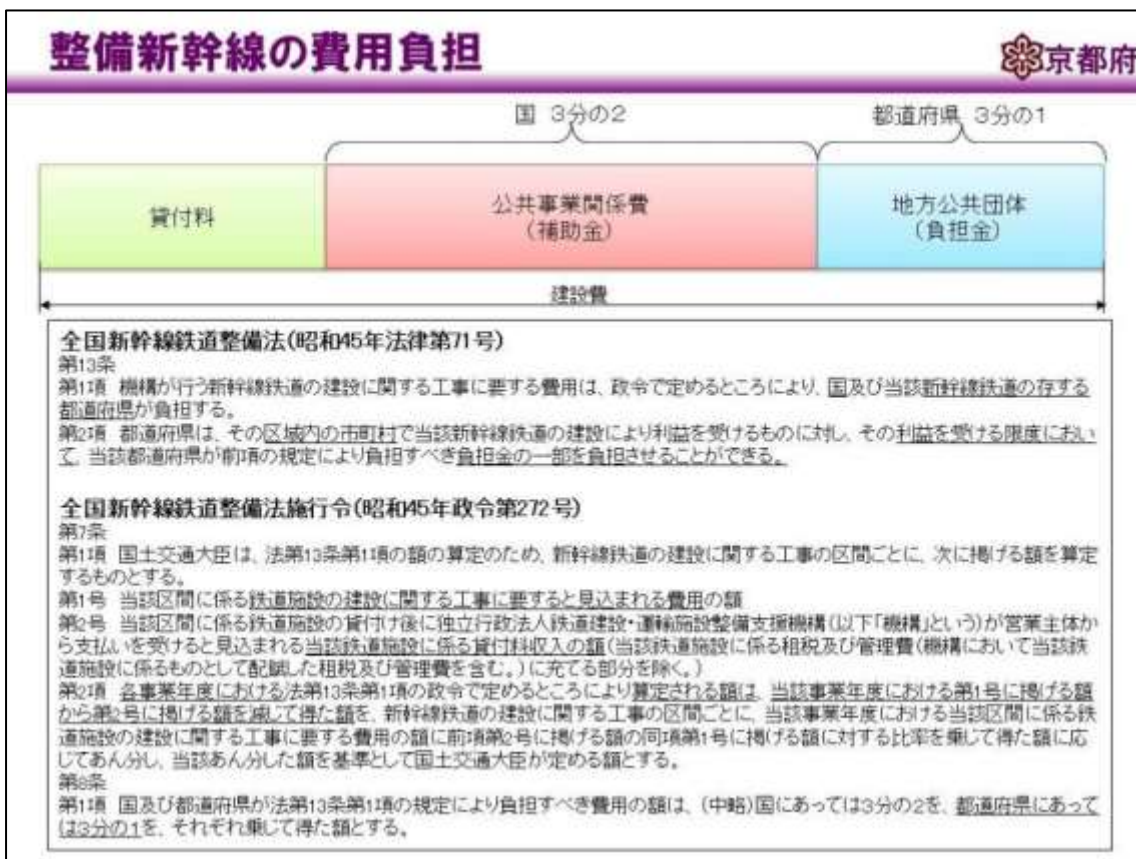 整備新幹線の費用負担
京都府
国 3分の2
都道府県 3分の1
貸付料
公共事業関係費
(補助金)
地方公共団体
(負担金)
建設費
全国新幹線鉄道整備法(昭和45年法律第71号)
第13条
第1項 機構が行う新幹線鉄道の建設に関する工事に要する費用は、政令で定めるところにより、国及び当該新幹線鉄道の存する
都道府県が負担する。
第2項 都道府県は、その区域内の市町村で当該新幹線鉄道の建設により利益を受けるものに対し、その利益を受ける限度におい
て、当該都道府県が前項の規定により負担すべき負担金の一部を負担させることができる。
全国新幹線鉄道整備法施行令(昭和45年政令第272号)
第7条
第1項 国土交通大臣は、法第13条第1項の額の算定のため、新幹線鉄道の建設に関する工事の区間ごとに、次に掲げる額を算定
するものとする。
第1号 当該区間に係る鉄道施設の建設に関する工事に要すると見込まれる費用の額
第2号 当該区間に係る鉄道施設の貸付け後に独立行政法人鉄道建設・運輸施設整備支援機構(以下「機構」という)が営業主体か
ら支払いを受けると見込まれる当該鉄道施設に係る貸付料収入の額(当該鉄道施設に係る租税及び管理費(機構において当該鉄
道施設に係るものとして配賦した租税及び管理費を含む。)に充てる部分を除く。)
第2項 各事業年度における法第13条第1項の政令で定めるところにより算定される額は、当該事業年度における第1号に掲げる額
から第2号に掲げる額を減じて得た額を、新幹線鉄道の建設に関する工事の区間ごとに、当該事業年度における当該区間に係る鉄
道施設の建設に関する工事に要する費用の額に前項第2号に掲げる額の同項第1号に掲げる額に対する比率を乗じて得た額に応
じてあん分し、当該あん分した額を基準として国土交通大臣が定める額とする。
第8条
第1項 国及び都道府県が法第13条第1項の規定により負担すべき費用の額は、(中略)国にあっては3分の2を、都道府県にあって
は3分の1を、それぞれ乗じて得た額とする。